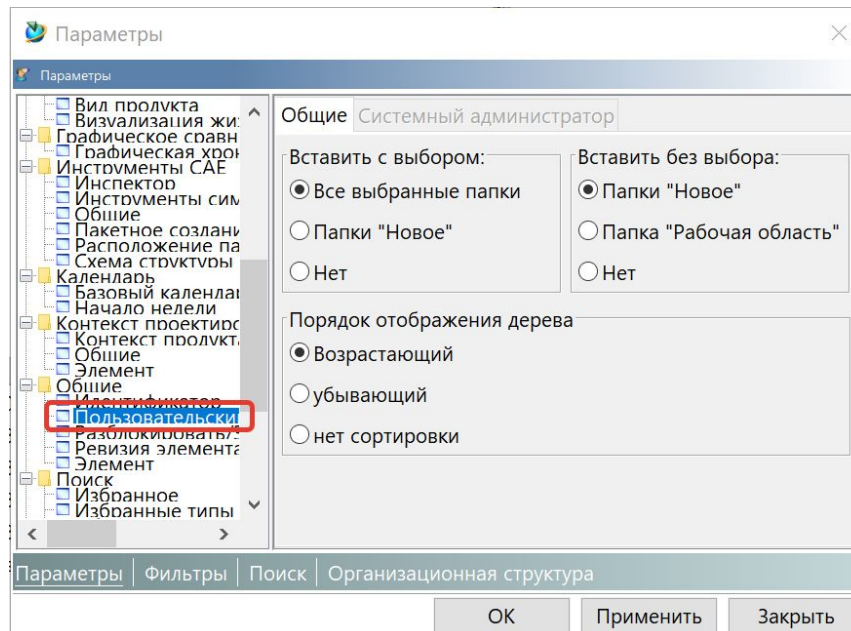 Параметры
Параметры
Вид продукта
Визуализация жи
Графическое сравн
Графическая хрон
Инструменты CAE
Инспектор
Инструменты сим
Общие
Пакетное создани
Расположение па
Схема структуры
Календарь
Базовый календар
Начало недели
Контекст проектиро
Контекст продукт
Общие
Элемент
Общие
Идентификатор
Пользовательски
Разблокировать/
Ревизия элемента
Элемент
Поиск
Избранное
Избранные типы
Общие Системный администратор
Вставить с выбором: Вставить без выбора:
Все выбранные папки Папки "Новое"
Папки "Новое" Папка "Рабочая область"
Нет Нет
Порядок отображения дерева
Возрастающий
убывающий
нет сортировки
Параметры Фильтры Поиск Организационная структура
ОК Применить Закрыть